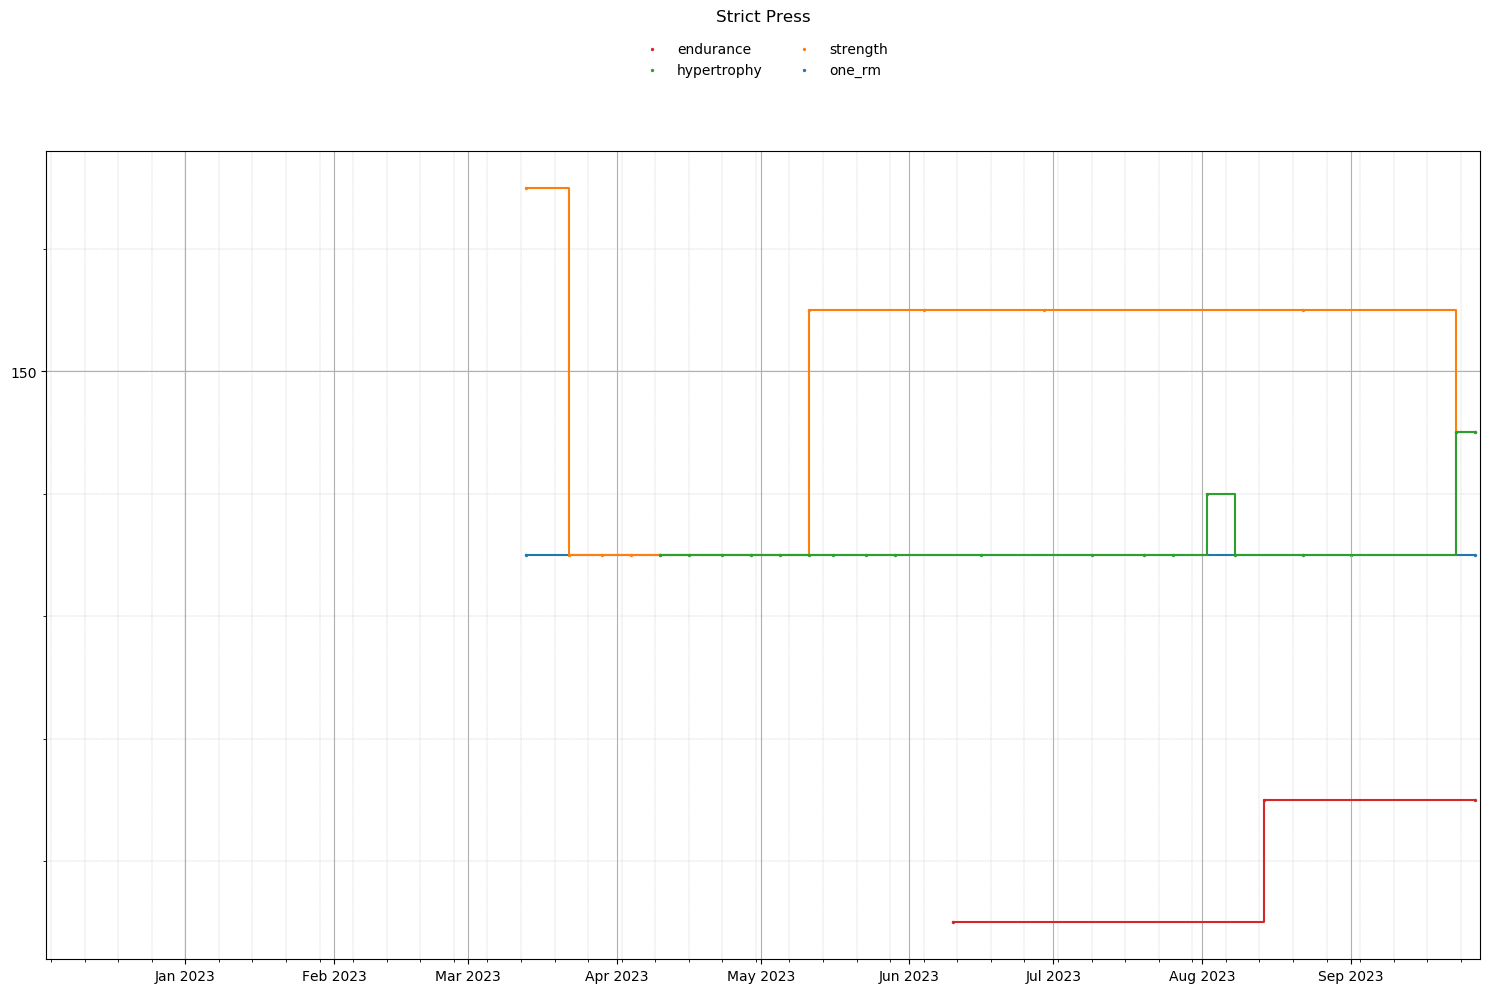 Strict Press
endurance strength
hypertrophy one_rm
150
Jan 2023 Feb 2023 Mar 2023 Apr 2023 May 2023 Jun 2023 Jul 2023 Aug 2023 Sep 2023